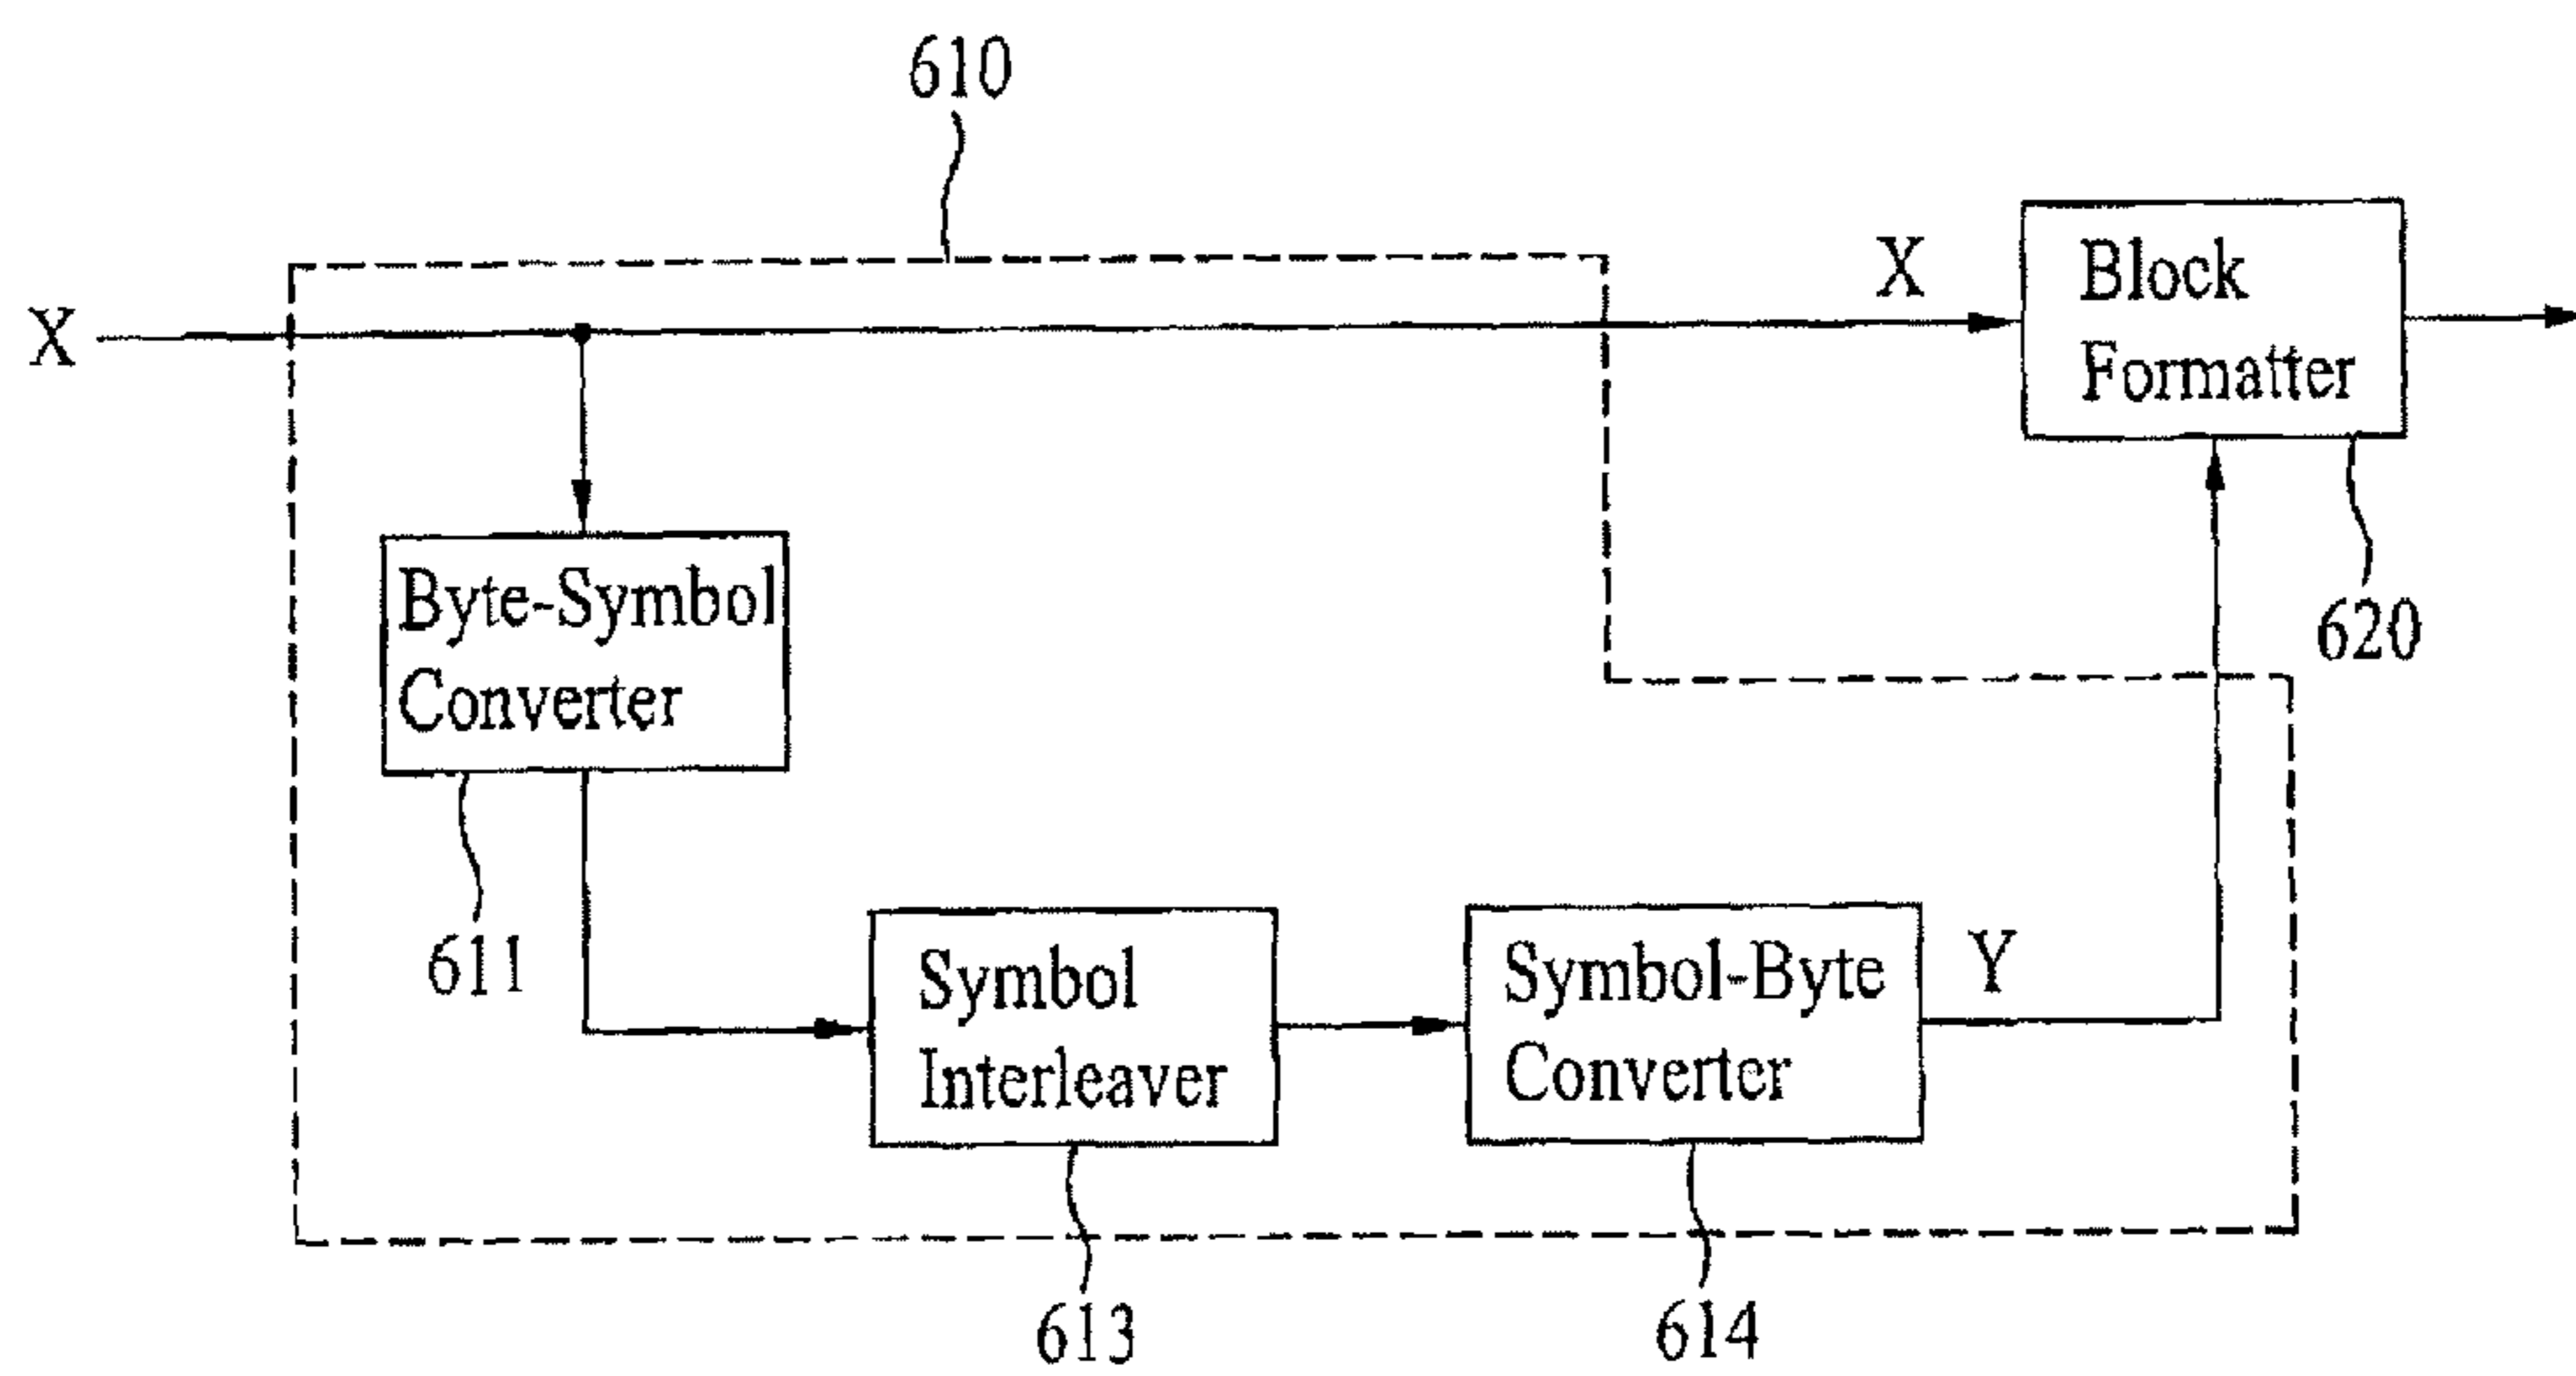 610
X
X
Block
Formatter
620
Byte-Symbol
Converter
611
Symbol
Interleaver
613
Symbol-Byte
Converter
614
Y